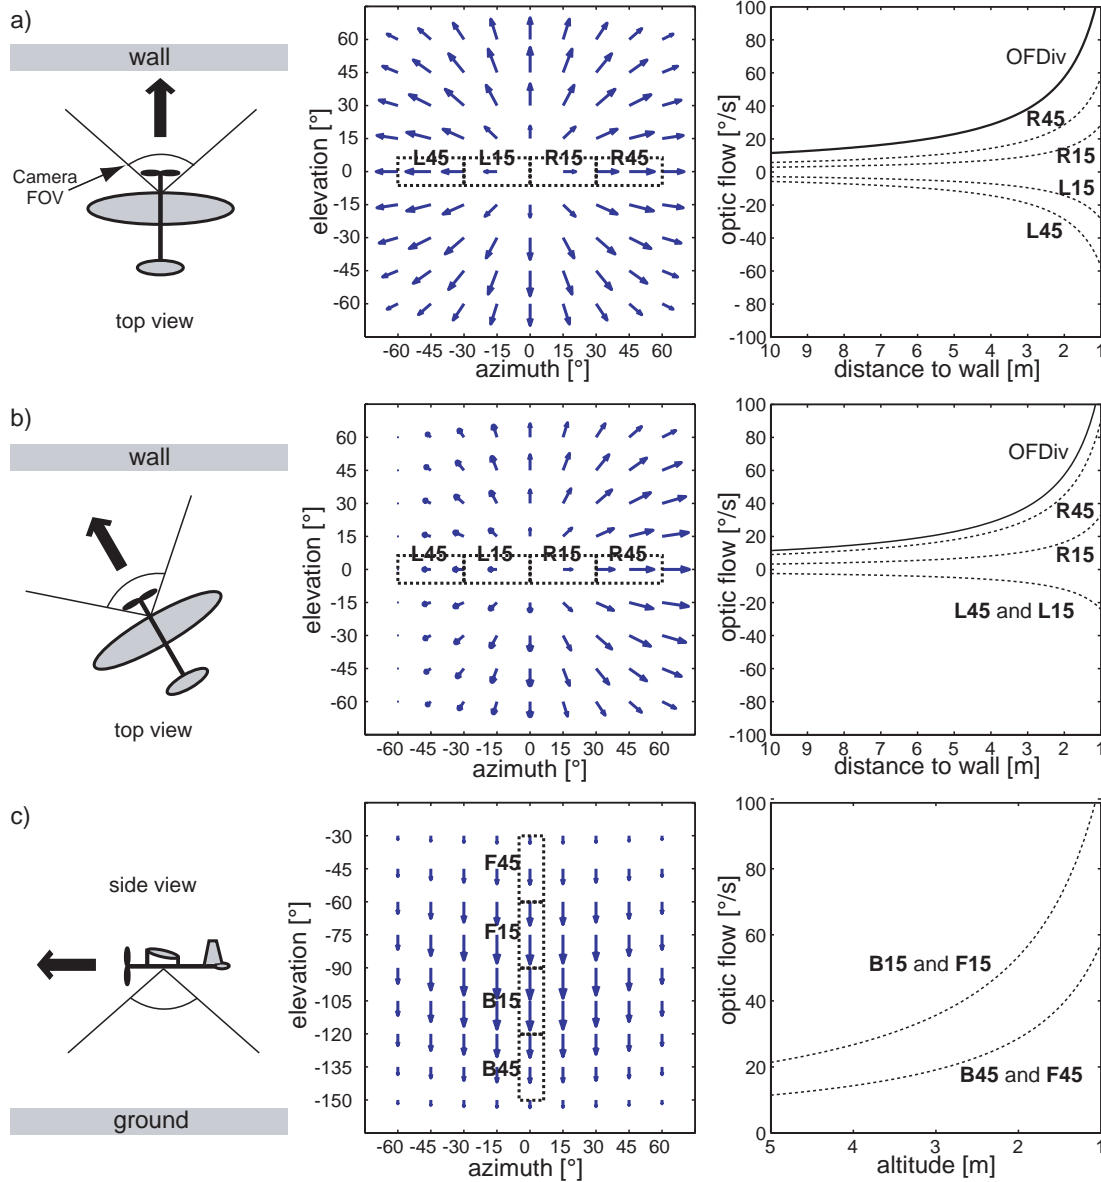 a)
wall
Camera
FOV
top view
elevation [°]
60
45
30
15
0
-15
-30
-45
-60
L45 L15 R15 R45
-60 -45 -30 -15 0 15 30 45 60
azimuth [°]
optic flow [°/s]
100
80
60
40
20
0
-20
-40
-60
- 80
-100
OFDiv
R45
R15
L15
L45
10 9 8 7 6 5 4 3 2 1
distance to wall [m]
b)
wall
top view
elevation [°]
60
45
30
15
0
-15
-30
-45
-60
L45 L15 R15 R45
-60 -45 -30 -15 0 15 30 45 60
azimuth [°]
optic flow [°/s]
100
80
60
40
20
0
-20
-40
-60
-80
-100
OFDiv
R45
R15
L45 and L15
10 9 8 7 6 5 4 3 2 1
distance to wall [m]
c)
side view
ground
elevation [°]
-30
-45
-60
-75
-90
-105
-120
-135
-150
F45
F15
B15
B45
-60 -45 -30 -15 0 15 30 45 60
azimuth [°]
optic flow [°/s]
100
80
60
40
20
0
B15 and F15
B45 and F45
5 4 3 2 1
altitude [m]